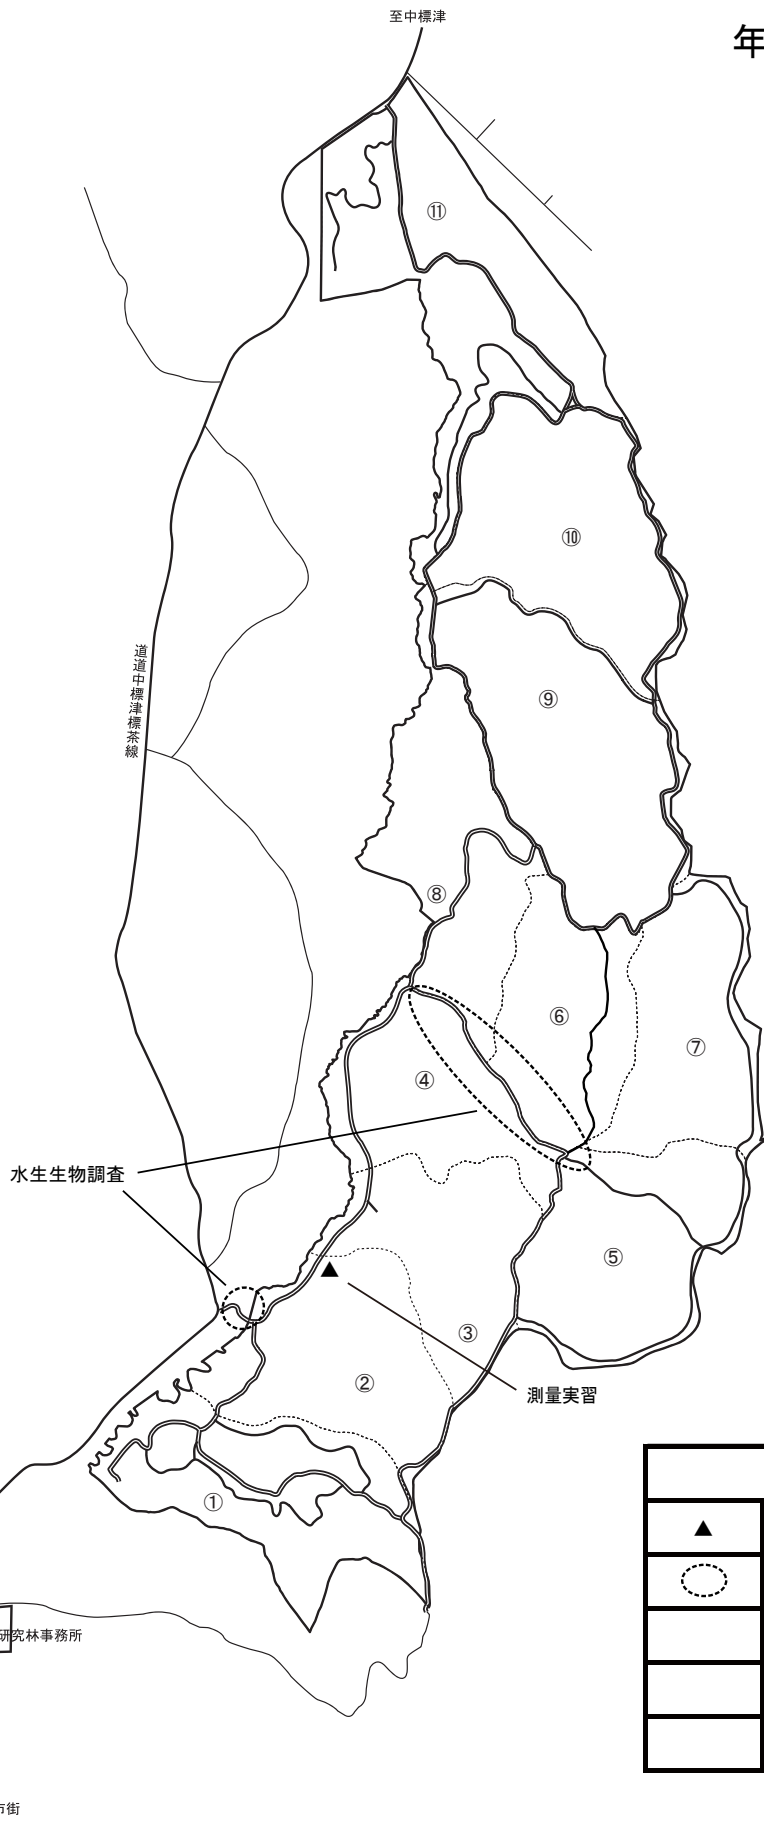 至中標津
年
⑪
⑩
道道中標津標茶線
⑨
⑧
⑥
⑦
④
水生生物調査
⑤
③
②
測量実習
①
研究林事務所
市街